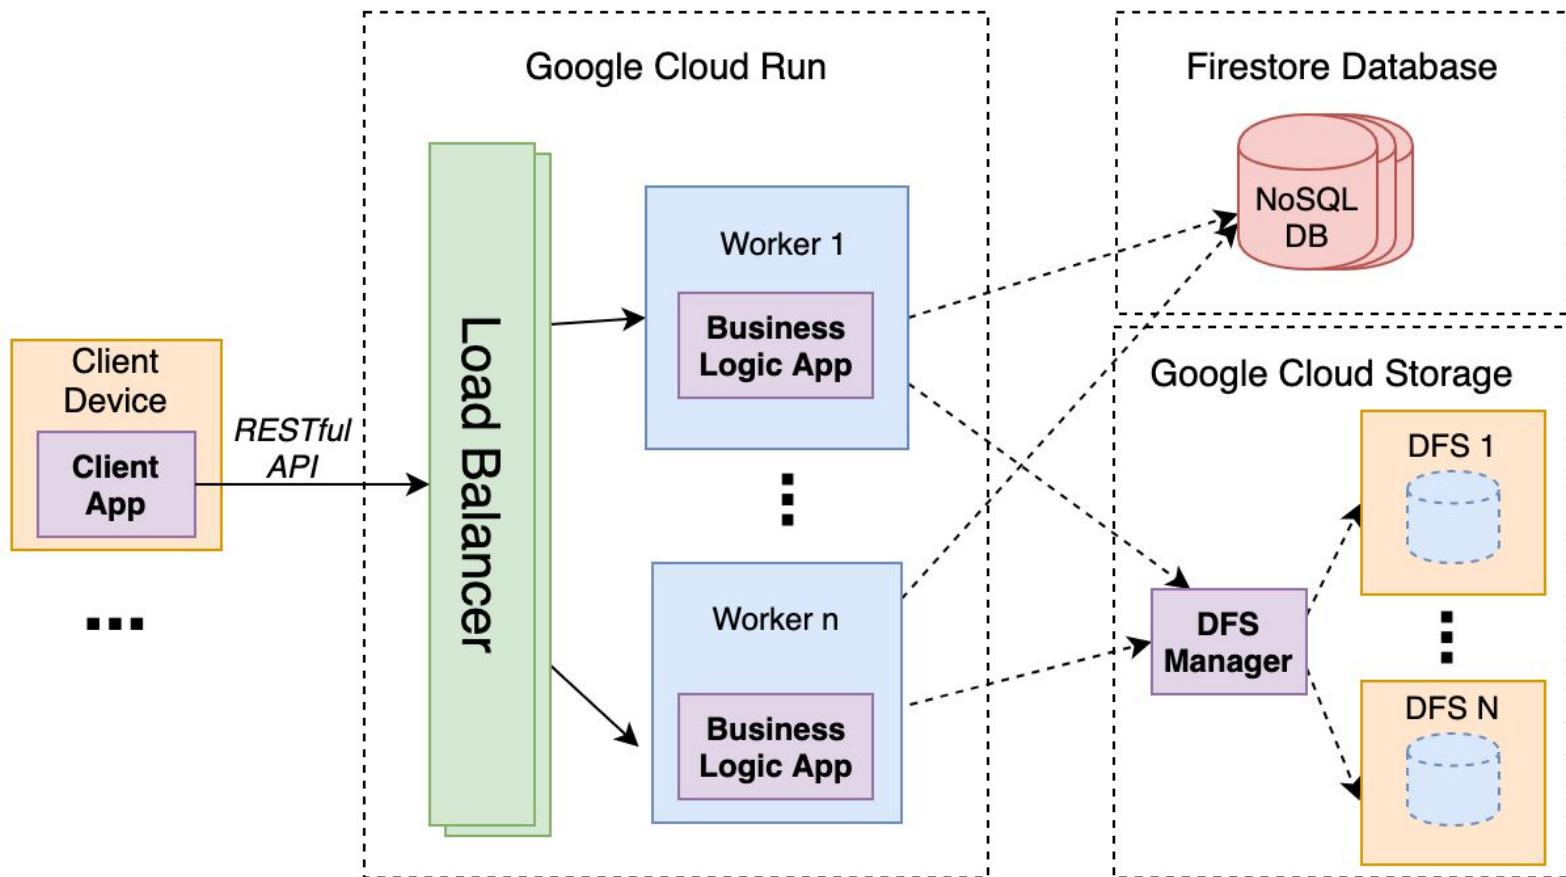 Google Cloud Run
Firestore Database
NoSQL
DB
Worker 1
Business
Logic App
Load Balancer
Client
Device
Client
App
RESTful
API
Google Cloud Storage
DFS 1
Worker n
Business
Logic App
DFS
Manager
DFS N